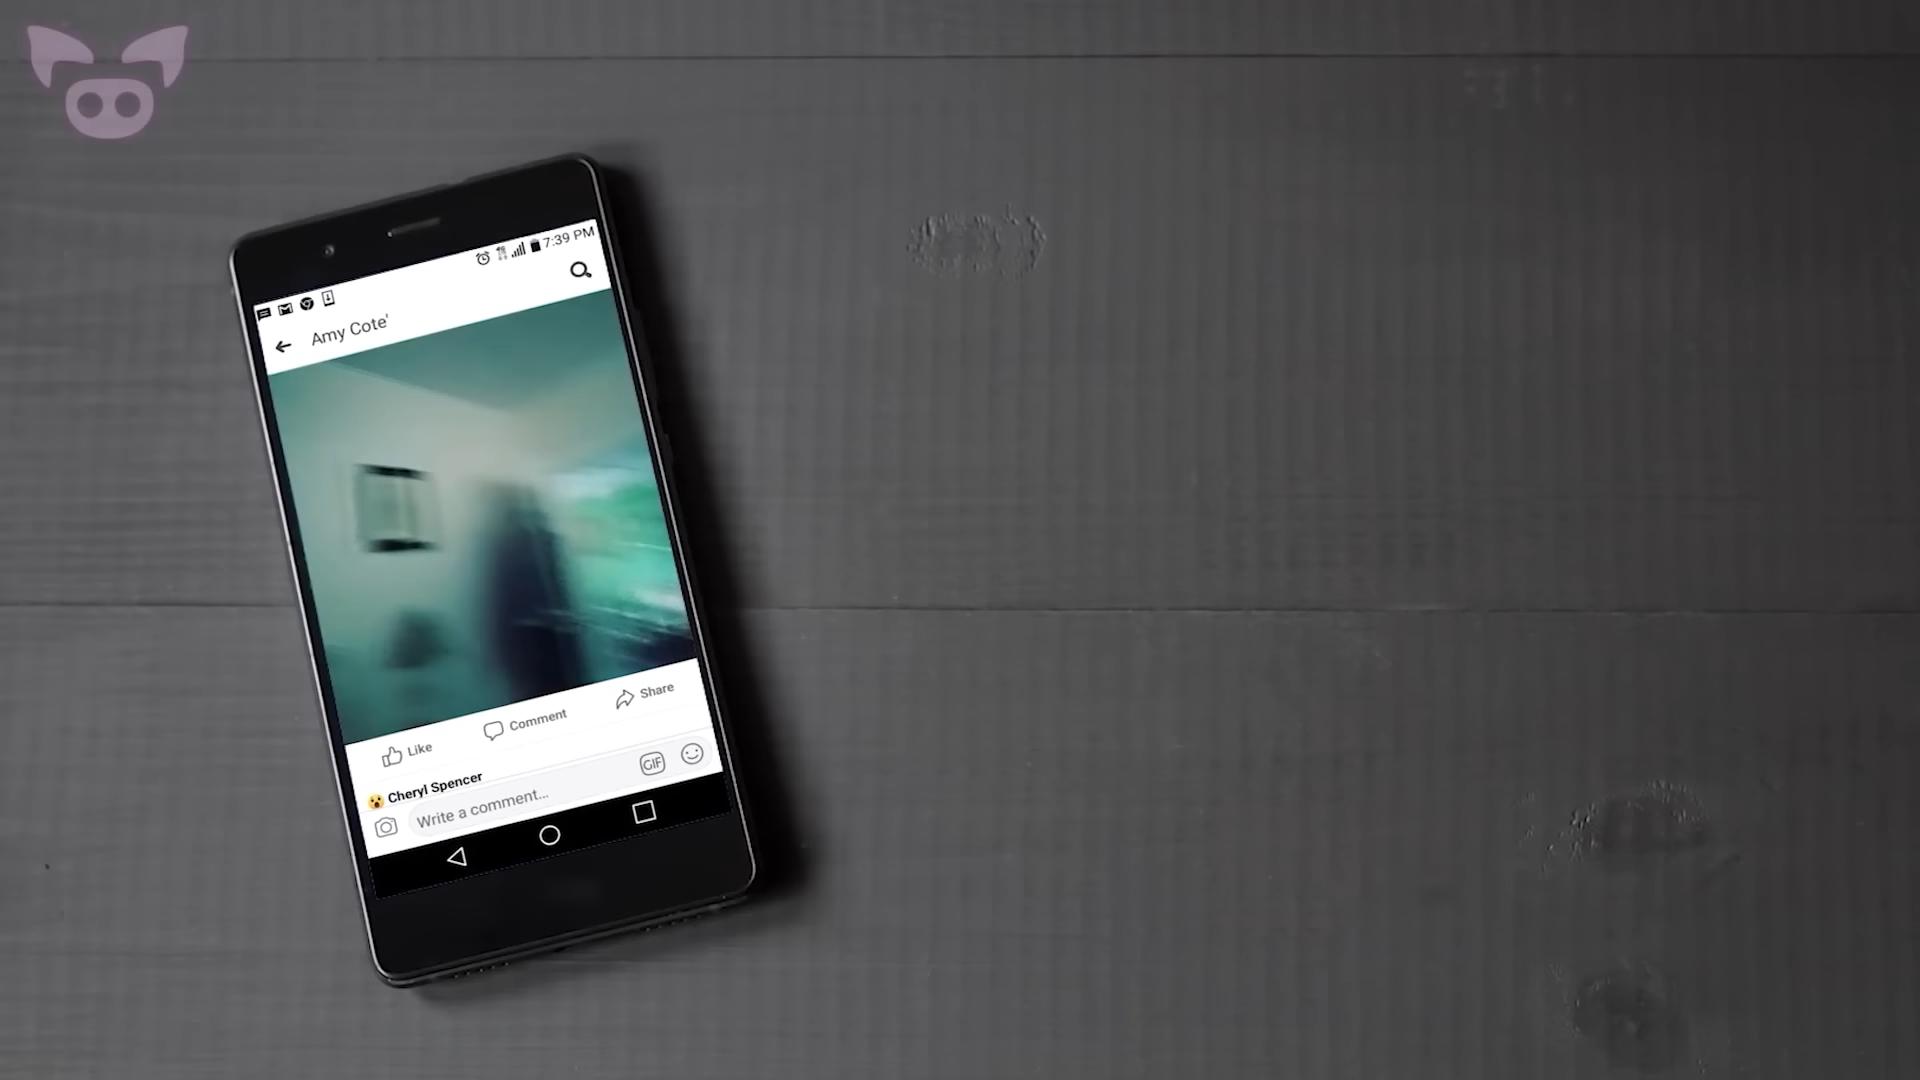 7:39 PM
Amy Cote'
Like
Comment
Share
Cheryl Spencer
Write a comment...
GIF